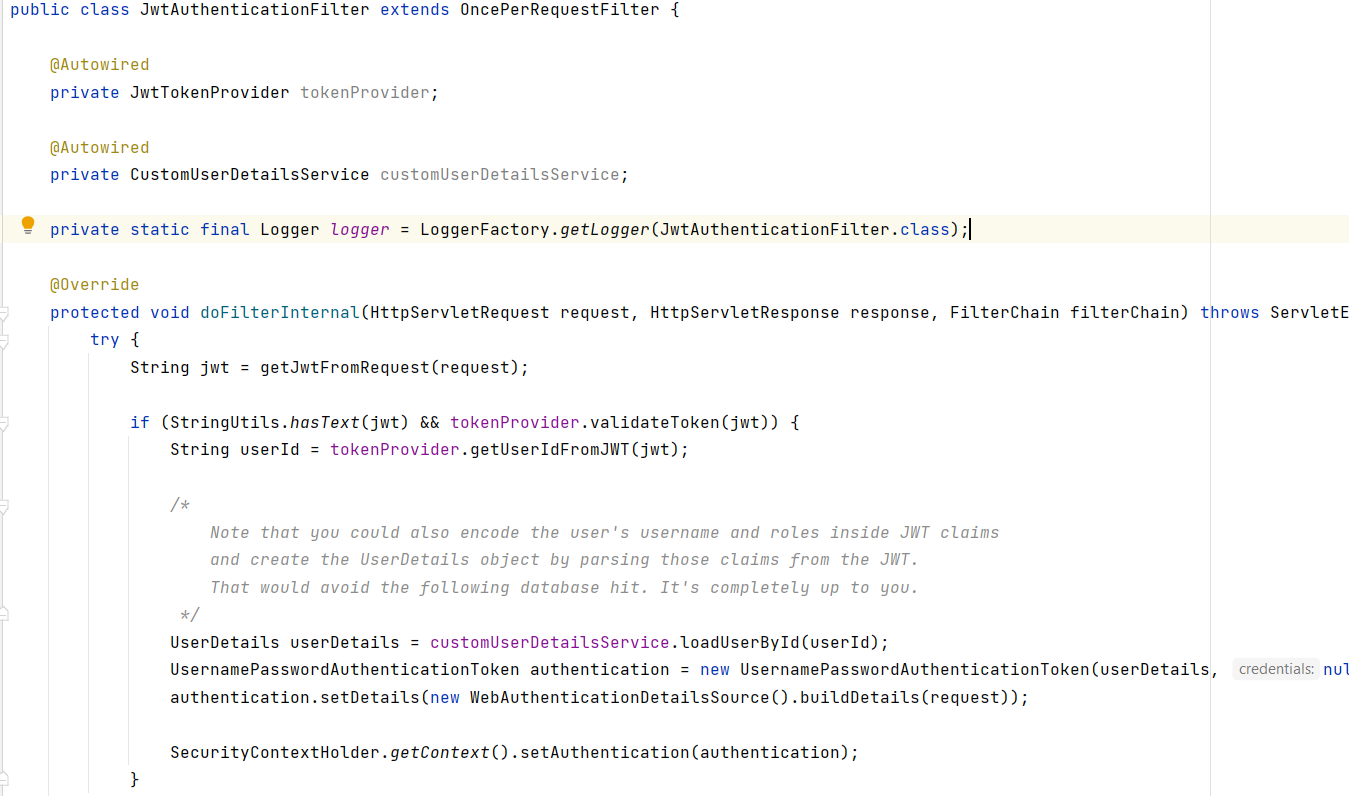 public class JwtAuthenticationFilter extends OncePerRequestFilter {
@Autowired
private JwtTokenProvider tokenProvider;
@Autowired
private CustomUserDetailsService customUserDetailsService;
private static final Logger logger = LoggerFactory.getLogger(JwtAuthenticationFilter.class);
@Override
protected void doFilterInternal(HttpServletRequest request, HttpServletResponse response, FilterChain filterChain) throws ServletE
try {
String jwt = getJwtFromRequest(request);
if (StringUtils.hasText(jwt) && tokenProvider.validateToken(jwt)) {
String userId = tokenProvider.getUserIdFromJWT(jwt);
/*
Note that you could also encode the user's username and roles inside JWT claims
and create the UserDetails object by parsing those claims from the JWT.
That would avoid the following database hit. It's completely up to you.
*/
UserDetails userDetails = customUserDetailsService.loadUserById(userId);
UsernamePasswordAuthenticationToken authentication = new UsernamePasswordAuthenticationToken(userDetails, credentials: nul
authentication.setDetails(new WebAuthenticationDetailsSource().buildDetails(request));
SecurityContextHolder.getContext().setAuthentication(authentication);
}